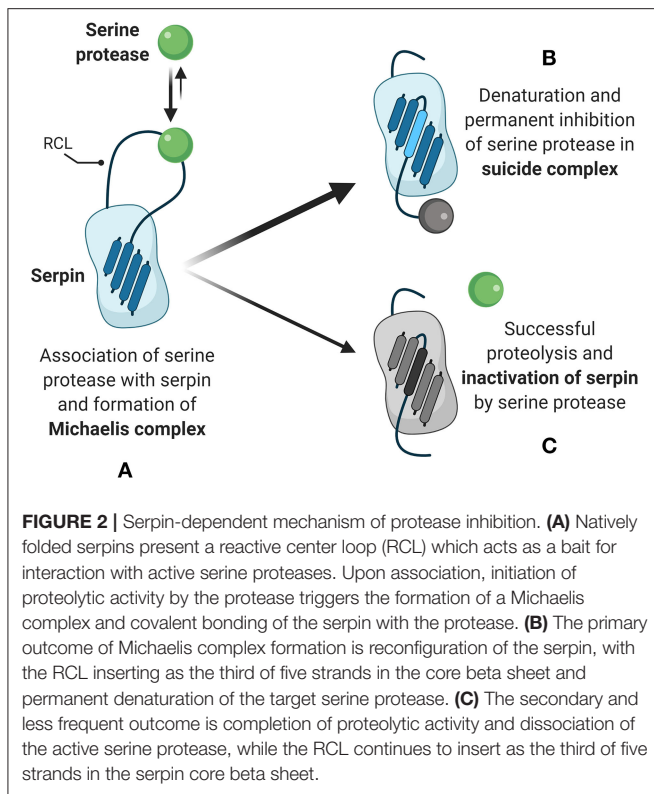 Serine
protease
RCL
Serpin
Association of serine
protease with serpin
and formation of
Michaelis complex
A
B
Denaturation and
permanent inhibition
of serine protease in
suicide complex
Successful
proteolysis and
inactivation of serpin
by serine protease
C
FIGURE 2 | Serpin-dependent mechanism of protease inhibition. (A) Natively
folded serpins present a reactive center loop (RCL) which acts as a bait for
interaction with active serine proteases. Upon association, initiation of
proteolytic activity by the protease triggers the formation of a Michaelis
complex and covalent bonding of the serpin with the protease. (B) The primary
outcome of Michaelis complex formation is reconfiguration of the serpin, with
the RCL inserting as the third of five strands in the core beta sheet and
permanent denaturation of the target serine protease. (C) The secondary and
less frequent outcome is completion of proteolytic activity and dissociation of
the active serine protease, while the RCL continues to insert as the third of five
strands in the serpin core beta sheet.